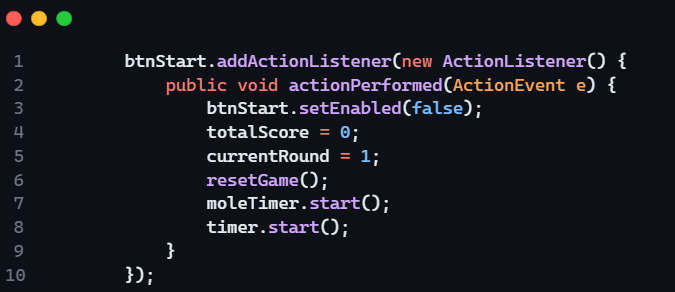 1 btnStart.addActionListener(new ActionListener() {
2 public void actionPerformed(ActionEvent e) {
3 btnStart.setEnabled(false);
4 totalScore = 0;
5 currentRound = 1;
6 resetGame();
7 moleTimer.start();
8 timer.start();
9 }
10 });